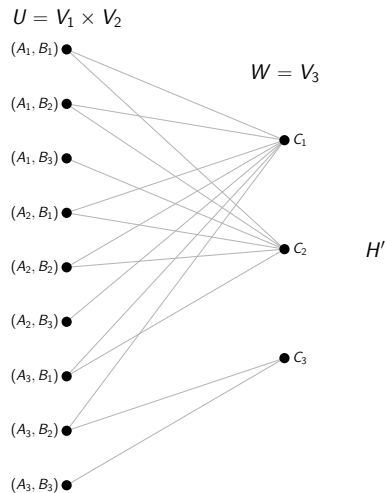 U = V₁ × V₂
(A₁, B₁)
W = V₃
(A₁, B₂)
C₁
(A₁, B₃)
(A₂, B₁)
C₂
H′
(A₂, B₂)
(A₂, B₃)
C₃
(A₃, B₁)
(A₃, B₂)
(A₃, B₃)